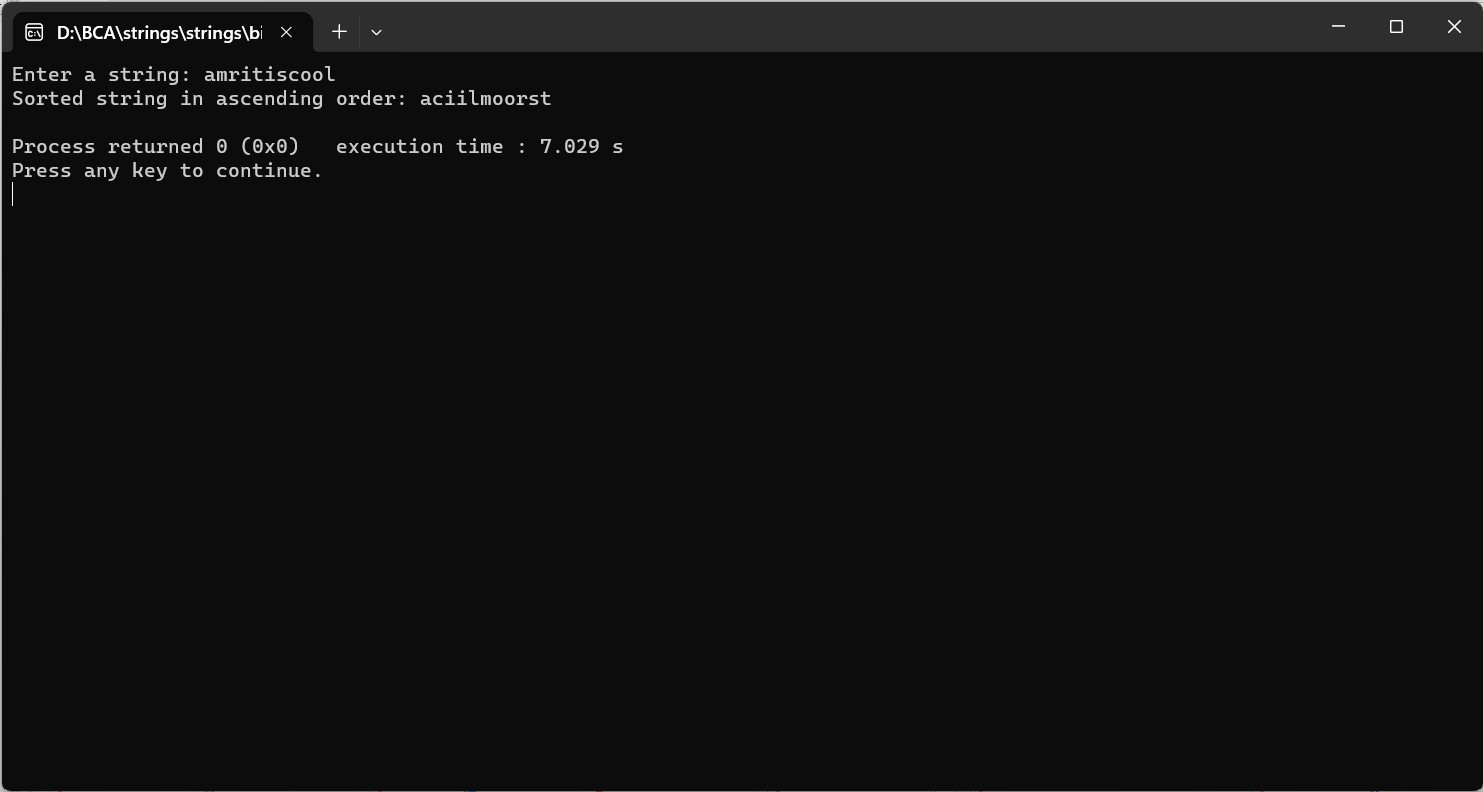 D:\BCA\strings\strings\bi
Enter a string: amritiscool
Sorted string in ascending order: aciilmoorst

Process returned 0 (0x0)   execution time : 7.029 s
Press any key to continue.